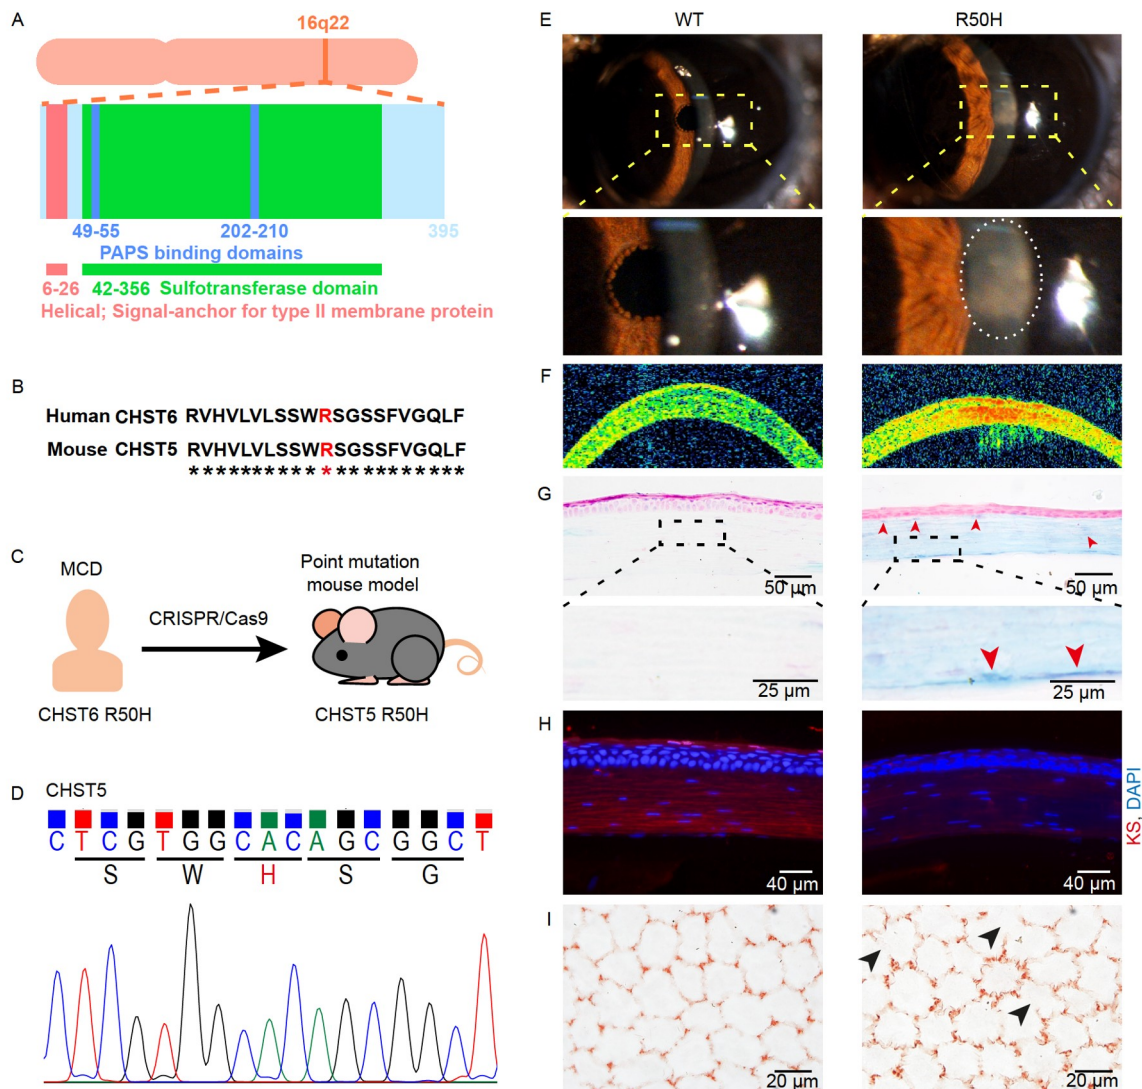 A
16q22
49-55
202-210
395
PAPS binding domains
6-26
42-356 Sulfotransferase domain
Helical; Signal-anchor for type II membrane protein
B
Human CHST6 RVHVLVLSSWRSGSSFVGQLF
Mouse CHST5 RVHVLVLSSWRSGSSFVGQLF
*********************
C
MCD
Point mutation
mouse model
CRISPR/Cas9
CHST6 R50H
CHST5 R50H
D
CHST5
C T C G T G G C A C A G C G G C T
S W H S G
E
WT
R50H
F
G
50 µm
50 µm
25 µm
25 µm
H
40 µm
40 µm
KS, DAPI
I
20 µm
20 µm